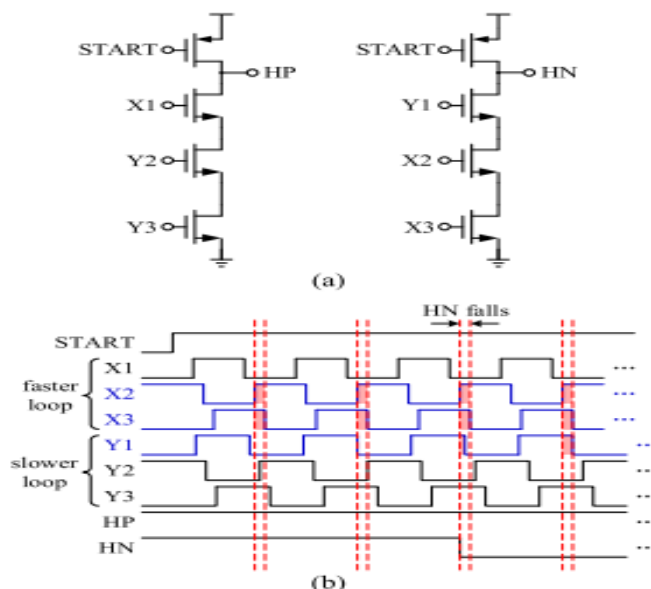 START
HP
X1
Y2
Y3
START
HN
Y1
X2
X3
(a)
HN falls
START
faster
loop
X1
X2
X3
...
...
slower
loop
Y1
Y2
Y3
...
...
...
HP
HN
...
...
(b)